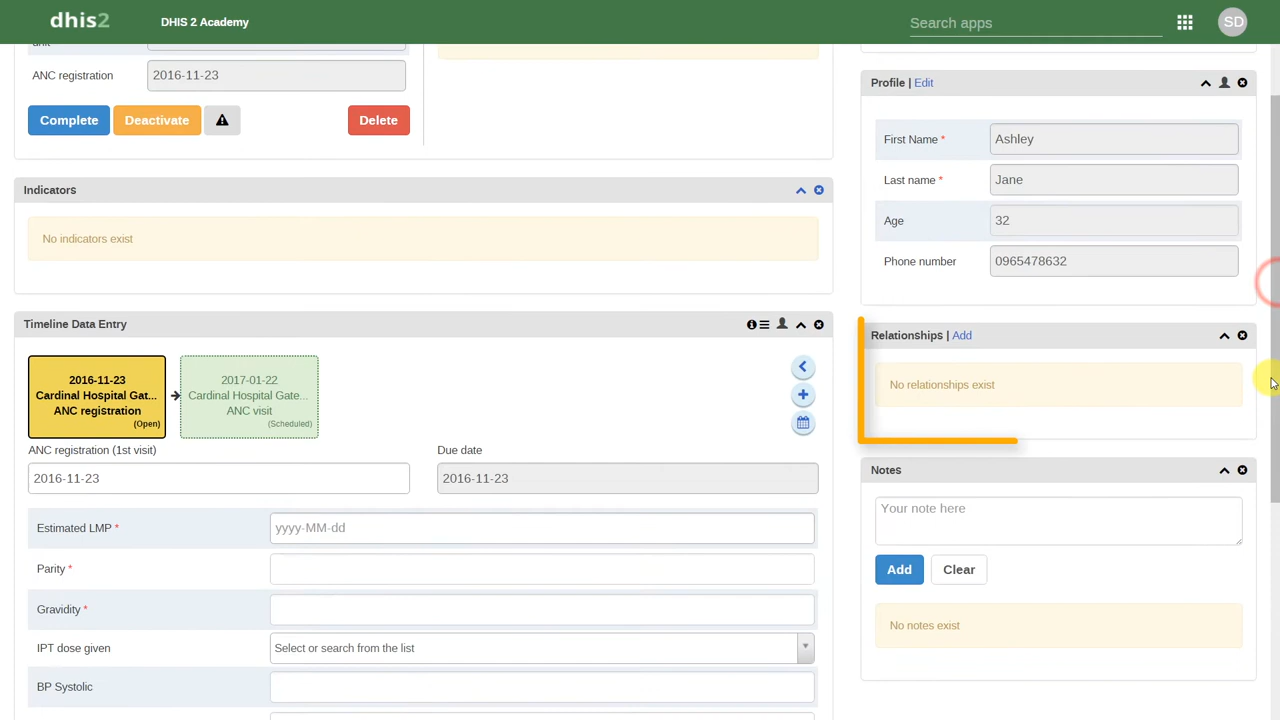 dhis2
DHIS 2 Academy
Search apps
SD
unit
ANC registration
2016-11-23
Complete
Deactivate
Delete
Indicators
No indicators exist
Timeline Data Entry
2016-11-23
Cardinal Hospital Gat...
ANC registration
(Open)
2017-01-22
Cardinal Hospital Gate...
ANC visit
(Scheduled)
ANC registration (1st visit)
Due date
2016-11-23
2016-11-23
Estimated LMP *
yyyy-MM-dd
Parity *
Gravidity *
IPT dose given
Select or search from the list
BP Systolic
Profile | Edit
First Name *
Ashley
Last name *
Jane
Age
32
Phone number
0965478632
Relationships | Add
No relationships exist
Notes
Your note here
Add
Clear
No notes exist